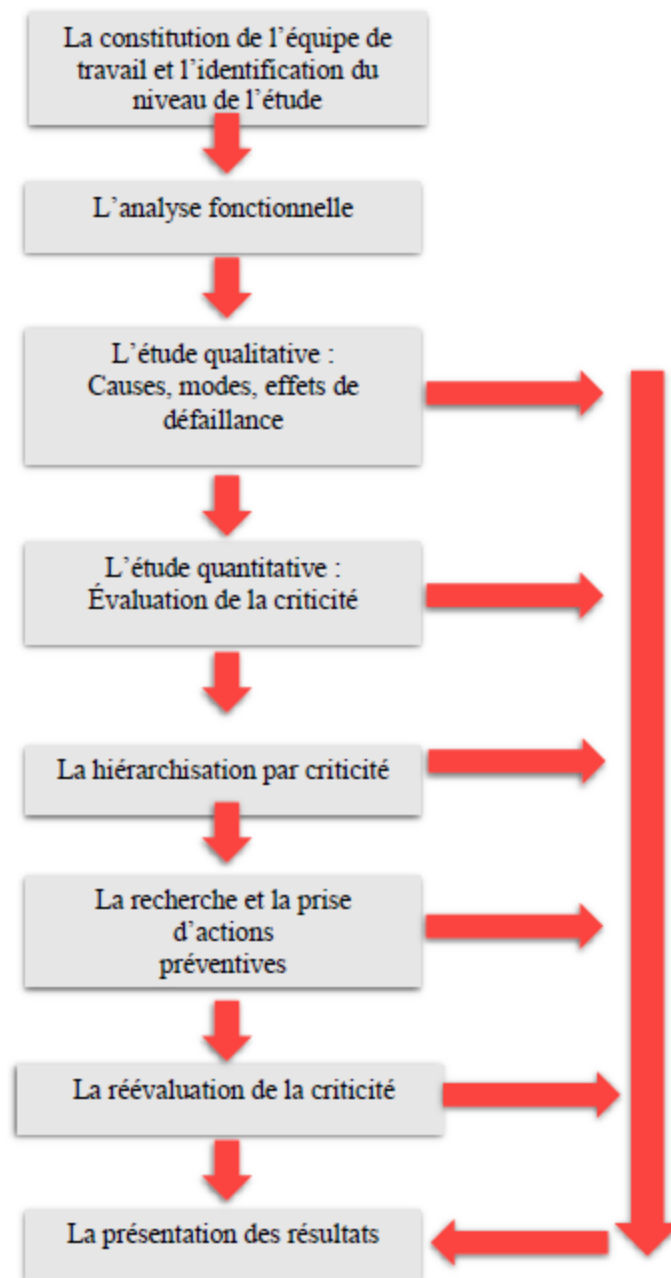 La constitution de l’équipe de
travail et l’identification du
niveau de l’étude
L’analyse fonctionnelle
L’étude qualitative :
Causes, modes, effets de
défaillance
L’étude quantitative :
Évaluation de la criticité
La hiérarchisation par criticité
La recherche et la prise
d’actions
préventives
La réévaluation de la criticité
La présentation des résultats